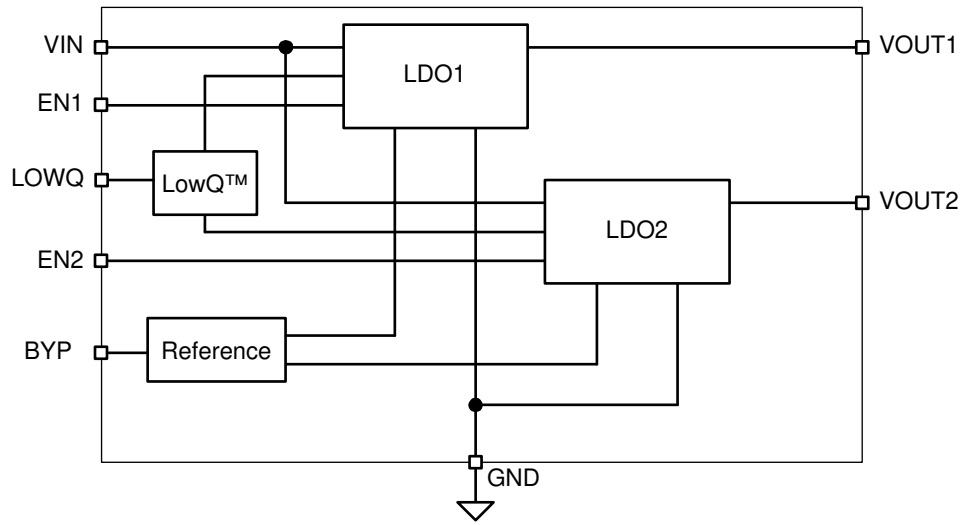 VIN
LDO1
VOUT1
EN1
LOWQ
LowQ™
LDO2
VOUT2
EN2
BYP
Reference
GND